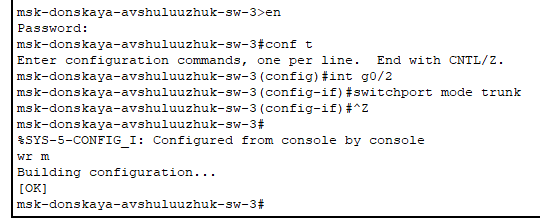 msk-donskaya-avshuluuzhuk-sw-3>en
Password:
msk-donskaya-avshuluuzhuk-sw-3#conf t
Enter configuration commands, one per line.  End with CNTL/Z.
msk-donskaya-avshuluuzhuk-sw-3(config)#int g0/2
msk-donskaya-avshuluuzhuk-sw-3(config-if)#switchport mode trunk
msk-donskaya-avshuluuzhuk-sw-3(config-if)#^Z
msk-donskaya-avshuluuzhuk-sw-3#
%SYS-5-CONFIG_I: Configured from console by console
wr m
Building configuration...
[OK]
msk-donskaya-avshuluuzhuk-sw-3#